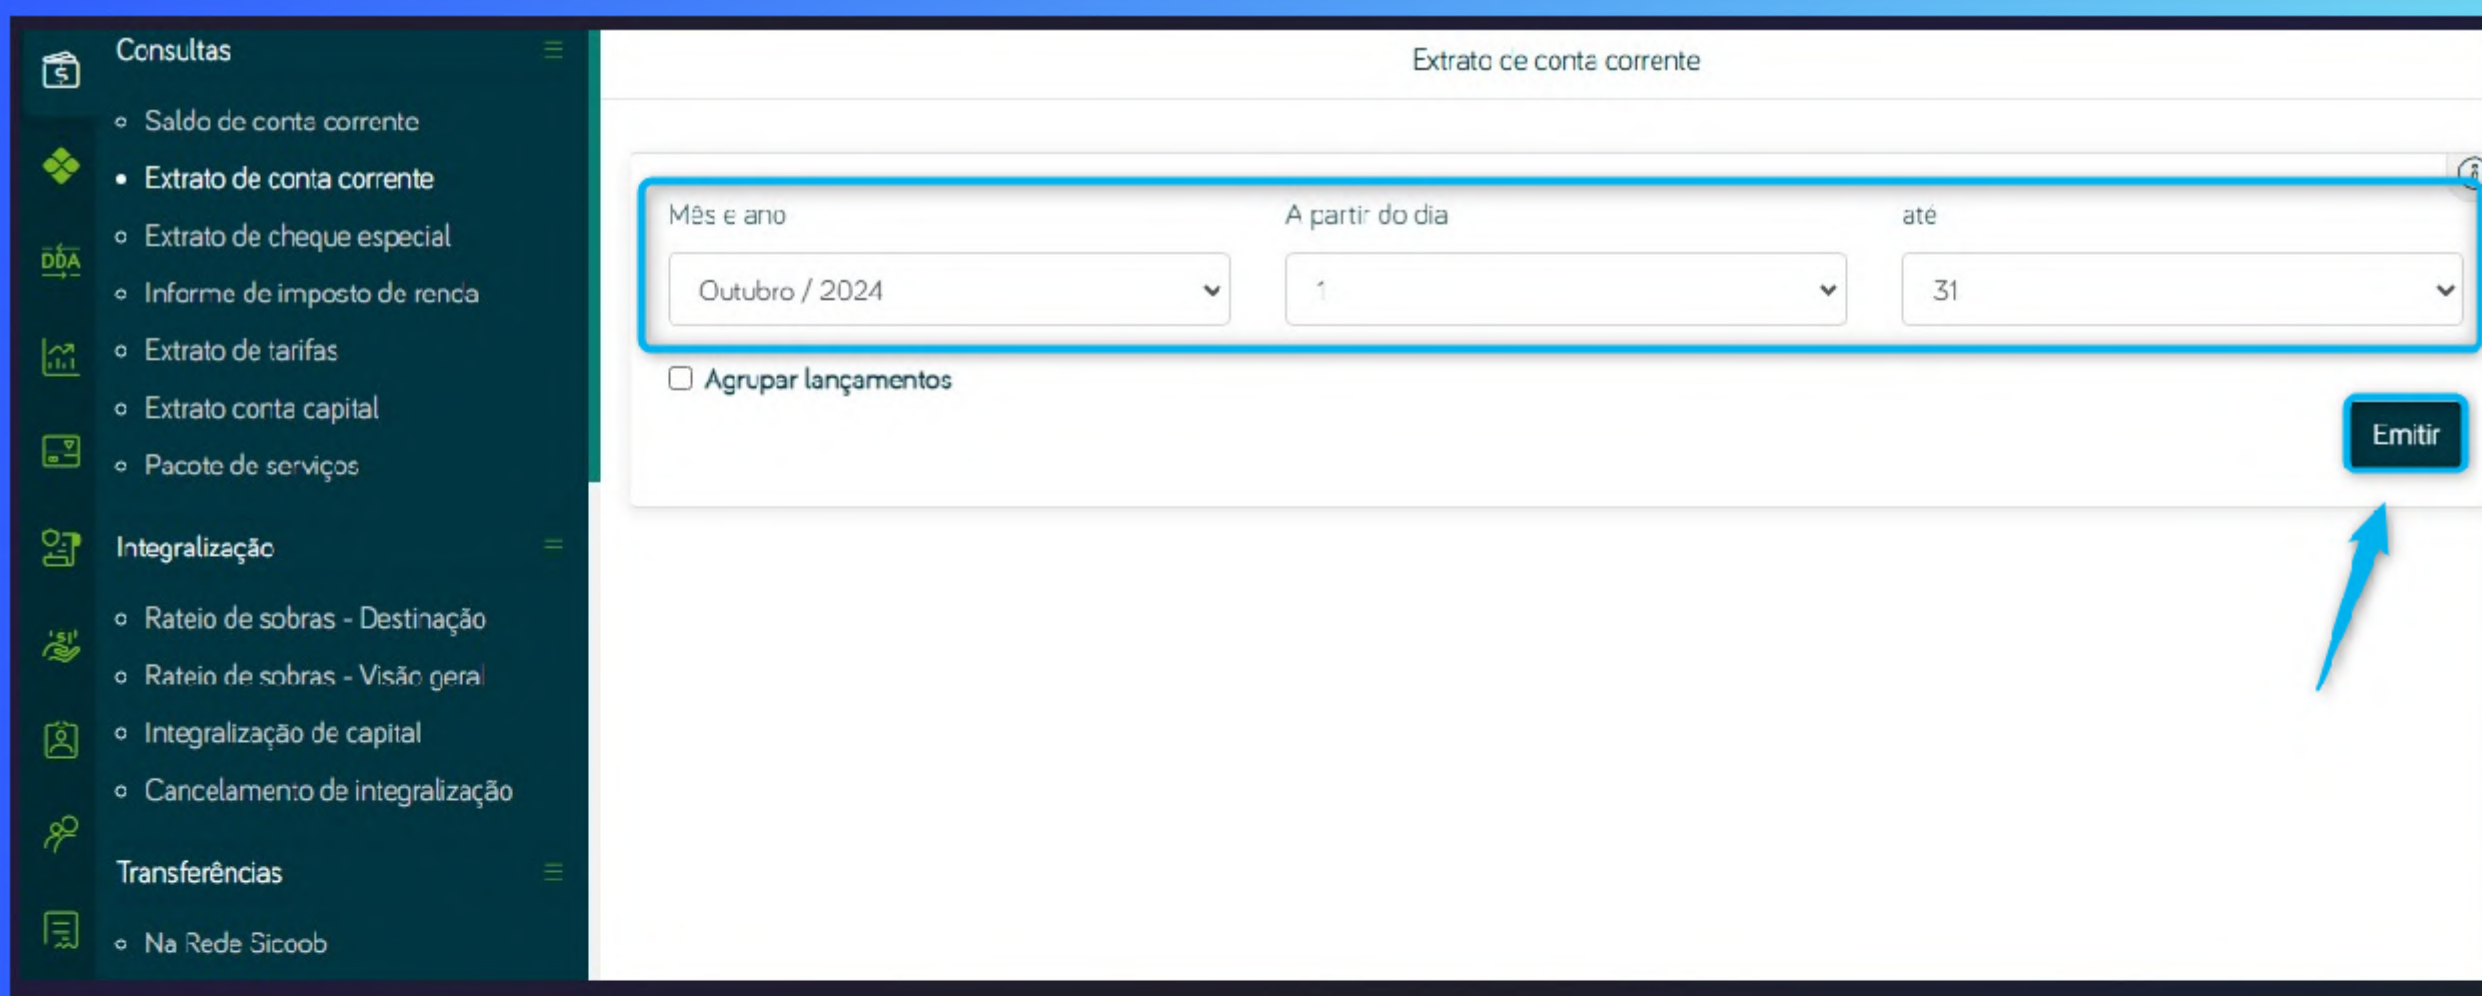 Consultas
Saldo de conta corrente
Extrato de conta corrente
Extrato de cheque especial
Informe de imposto de renda
Extrato de tarifas
Extrato conta capital
Pacote de serviços
Integralização
Rateio de sobras - Destinação
Rateio de sobras - Visão geral
Integralização de capital
Cancelamento de integralização
Transferências
Na Rede Sicoob
DDA
Extrato de conta corrente
Mês e ano
A partir do dia
até
Outubro / 2024
1
31
Agrupar lançamentos
Emitir